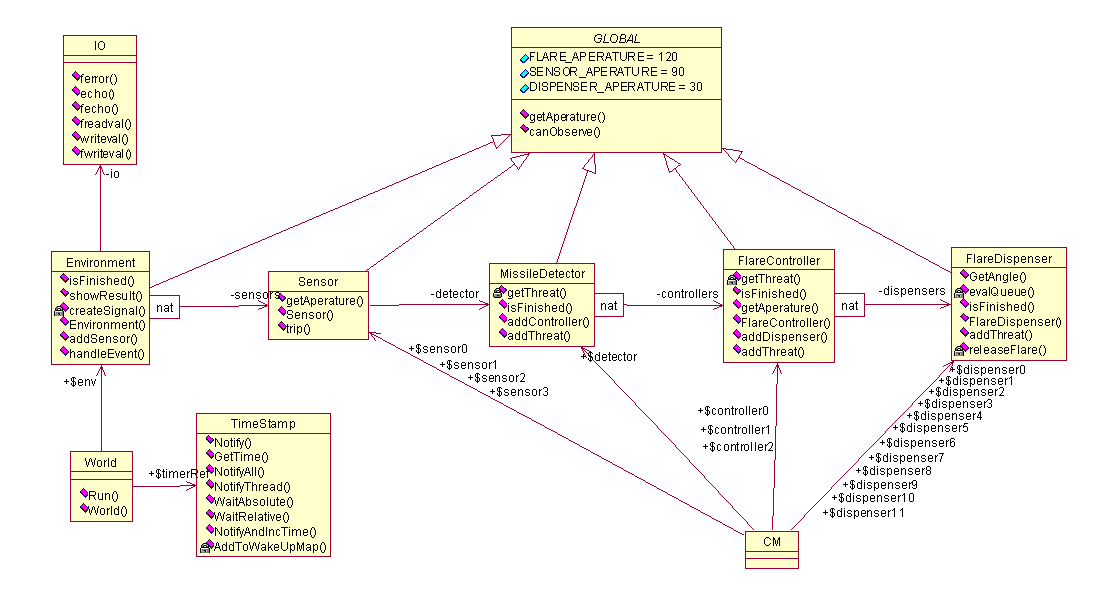 GLOBAL
FLARE_APERATURE = 120
SENSOR_APERATURE = 90
DISPENSER_APERATURE = 30
getAperature()
canObserve()
IO
ferror()
echo()
fecho()
freadval()
writeval()
fwriteval()
-io
Environment
isFinished()
showResult()
createSignal()
Environment()
addSensor()
handleEvent()
nat
-sensors
Sensor
getAperature()
Sensor()
trip()
-detector
MissileDetector
getThreat()
isFinished()
addController()
addThreat()
nat
-controllers
FlareController
getThreat()
isFinished()
getAperature()
FlareController()
addDispenser()
addThreat()
nat
-dispensers
FlareDispenser
GetAngle()
evalQueue()
isFinished()
FlareDispenser()
addThreat()
releaseFlare()
+$env
+$sensor0
+$sensor1
+$sensor2
+$sensor3
+$detector
+$controller0
+$controller1
+$controller2
+$dispenser0
+$dispenser1
+$dispenser2
+$dispenser3
+$dispenser4
+$dispenser5
+$dispenser6
+$dispenser7
+$dispenser8
+$dispenser9
+$dispenser10
+$dispenser11
World
Run()
World()
+$timerRef
TimeStamp
Notify()
GetTime()
NotifyAll()
NotifyThread()
WaitAbsolute()
WaitRelative()
NotifyAndIncTime()
AddToWakeUpMap()
CM